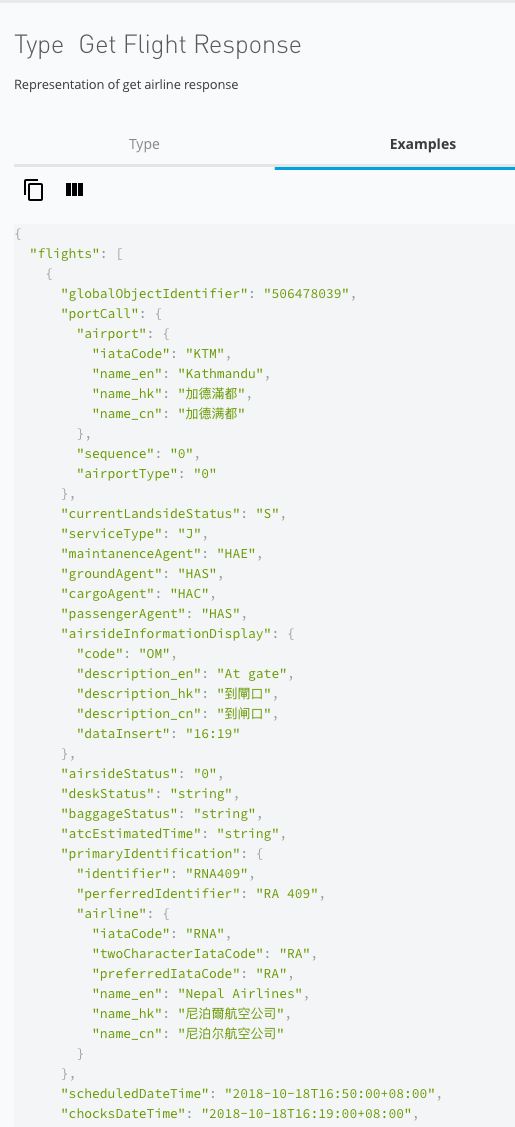 Type Get Flight Response
Representation of get airline response
Type Examples
{
"flights": [
{
"globalObjectIdentifier": "506478039",
"portCall": {
"airport": {
"iataCode": "KTM",
"name_en": "Kathmandu",
"name_hk": "加德滿都",
"name_cn": "加德满都"
},
"sequence": "0",
"airportType": "0"
},
"currentLandsideStatus": "S",
"serviceType": "J",
"maintanenceAgent": "HAE",
"groundAgent": "HAS",
"cargoAgent": "HAC",
"passengerAgent": "HAS",
"airsideInformationDisplay": {
"code": "OM",
"description_en": "At gate",
"description_hk": "到閘口",
"description_cn": "到闸口",
"dataInsert": "16:19"
},
"airsideStatus": "0",
"deskStatus": "string",
"baggageStatus": "string",
"atcEstimatedTime": "string",
"primaryIdentification": {
"identifier": "RNA409",
"perferredIdentifier": "RA 409",
"airline": {
"iataCode": "RNA",
"twoCharacterIataCode": "RA",
"preferredIataCode": "RA",
"name_en": "Nepal Airlines",
"name_hk": "尼泊爾航空公司",
"name_cn": "尼泊尔航空公司"
}
},
"scheduledDateTime": "2018-10-18T16:50:00+08:00",
"chocksDateTime": "2018-10-18T16:19:00+08:00",